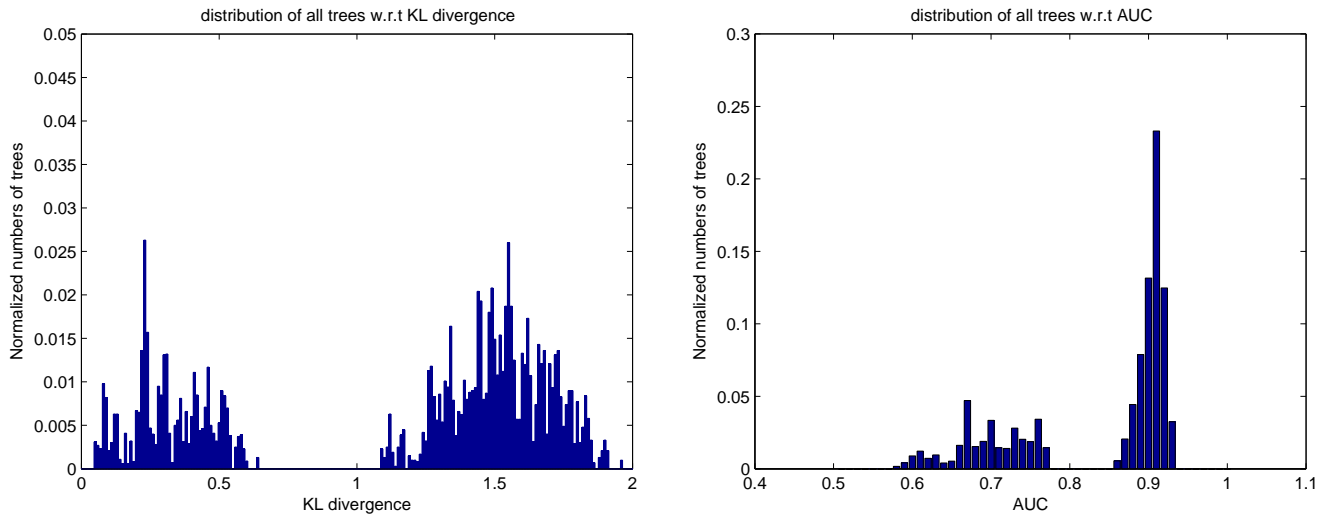 distribution of all trees w.r.t KL divergence
0.05
0.045
0.04
0.035
0.03
0.025
0.02
0.015
0.01
0.005
0
Normalized numbers of trees
0 0.5 1 1.5 2
KL divergence
distribution of all trees w.r.t AUC
0.3
0.25
0.2
0.15
0.1
0.05
0
Normalized numbers of trees
0.4 0.5 0.6 0.7 0.8 0.9 1 1.1
AUC